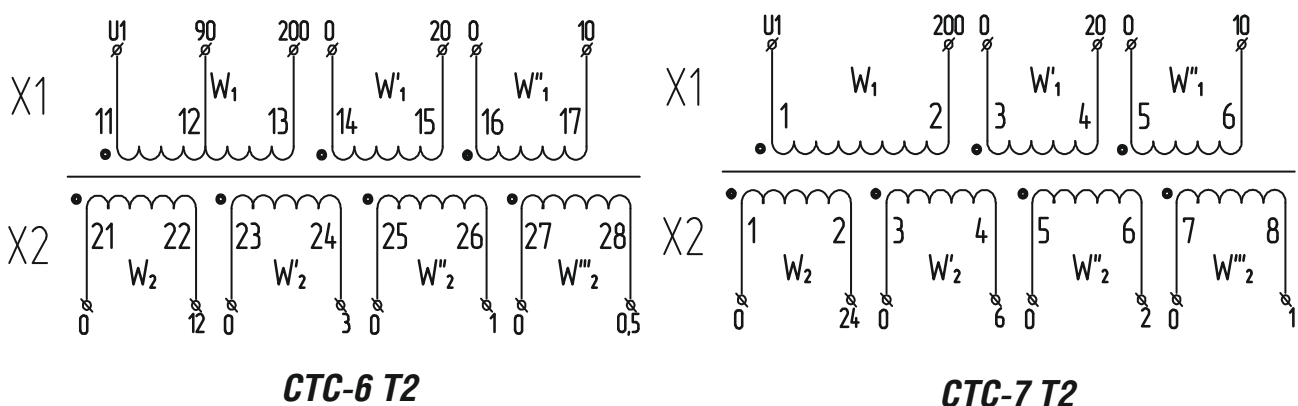 U1 90 200 0 20 0 10
X1 W₁ W'₁ W"₁
11 12 13 14 15 16 17
21 22 23 24 25 26 27 28
X2 W₂ W'₂ W"₂ W'''₂
0 12 0 3 0 1 0 0,5
СТС-6 Т2
U1 200 0 20 0 10
X1 W₁ W'₁ W"₁
1 2 3 4 5 6
1 2 3 4 5 6 7 8
X2 W₂ W'₂ W"₂ W'''₂
0 24 0 6 0 2 0 1
СТС-7 Т2